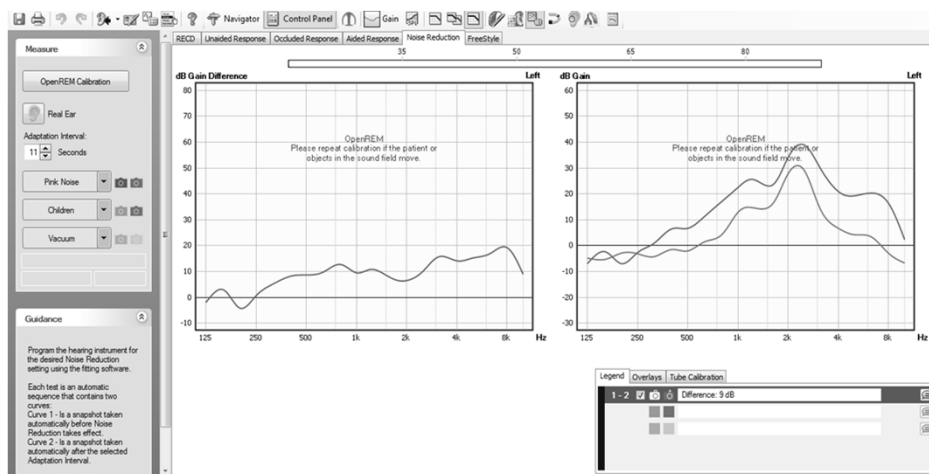 Navigator Control Panel Gain
RECD Unaided Response Occluded Response Aided Response Noise Reduction FreeStyle
35 50 65 80
Measure
OpenREM Calibration
Real Ear
Adaptation Interval:
11 Seconds
Pink Noise
Children
Vacuum
Guidance
Program the hearing instrument for
the desired Noise Reduction
setting using the fitting software.
Each test is an automatic
sequence that contains two
curves:
Curve 1 - Is a snapshot taken
automatically before Noise
Reduction takes effect.
Curve 2 - Is a snapshot taken
automatically after the selected
Adaptation Interval.
dB Gain Difference Left
80
70
60
50
40
30
20
10
0
-10
OpenREM
Please repeat calibration if the patient or
objects in the sound field move.
125 250 500 1k 2k 4k 8k Hz
dB Gain Left
60
50
40
30
20
10
0
-10
-20
-30
OpenREM
Please repeat calibration if the patient or
objects in the sound field move.
125 250 500 1k 2k 4k 8k Hz
Legend Overlays Tube Calibration
1 - 2 Difference: 9 dB